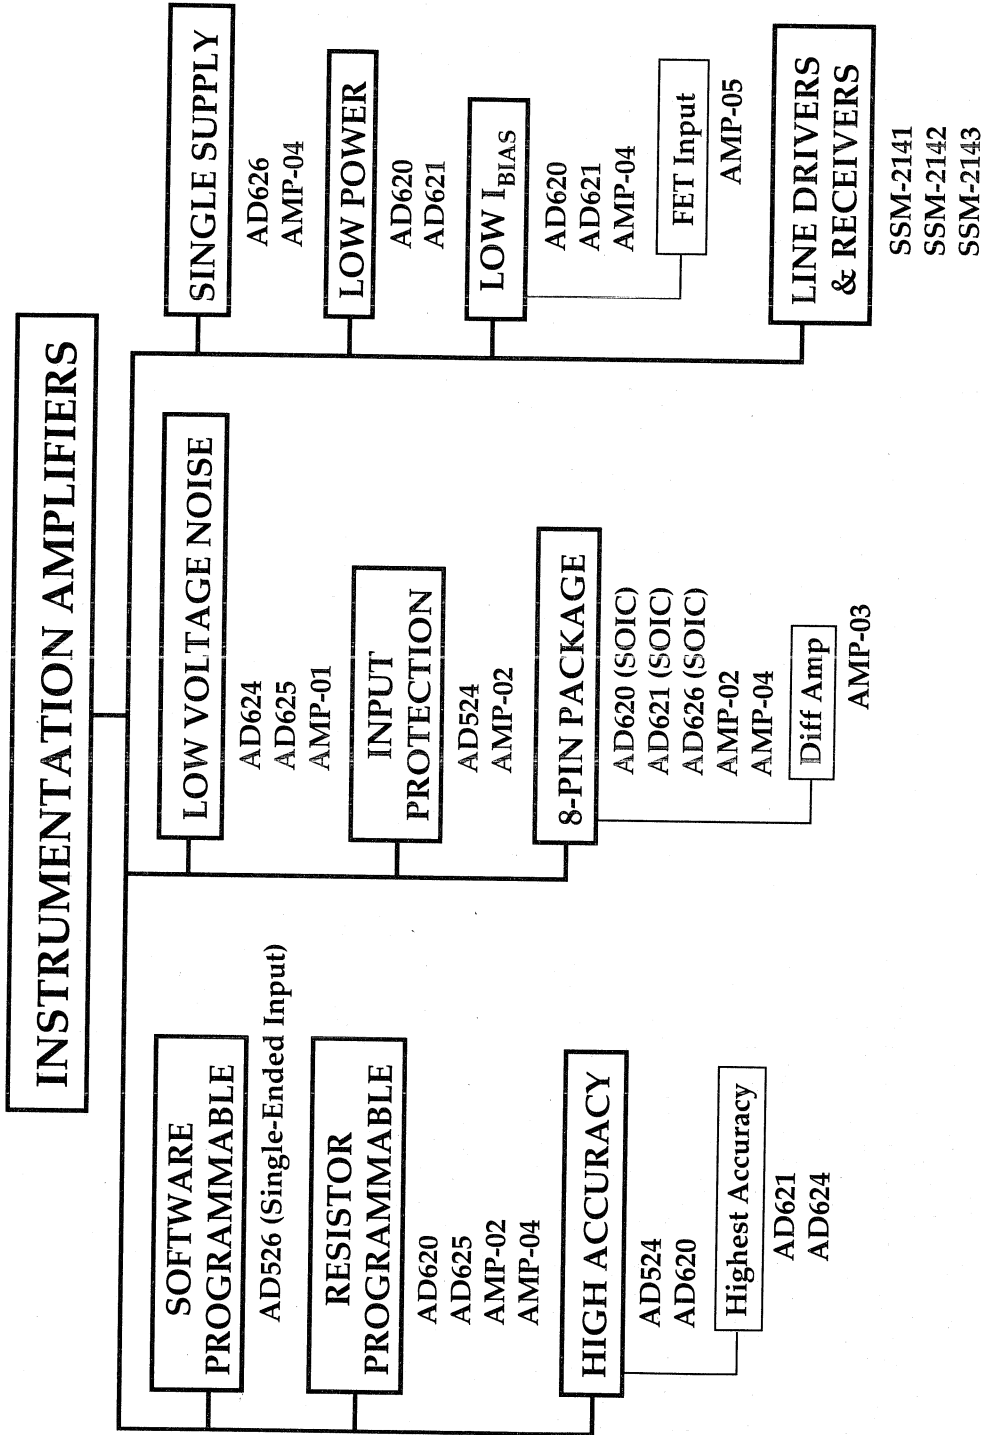 INSTRUMENTATION AMPLIFIERS
SOFTWARE
PROGRAMMABLE
AD526 (Single-Ended Input)
RESISTOR
PROGRAMMABLE
AD620
AD625
AMP-02
AMP-04
HIGH ACCURACY
AD524
AD620
Highest Accuracy
AD621
AD624
LOW VOLTAGE NOISE
AD624
AD625
AMP-01
INPUT
PROTECTION
AD524
AMP-02
8-PIN PACKAGE
AD620 (SOIC)
AD621 (SOIC)
AD626 (SOIC)
AMP-02
AMP-04
Diff Amp
AMP-03
SINGLE SUPPLY
AD626
AMP-04
LOW POWER
AD620
AD621
LOW IBIAS
AD620
AD621
AMP-04
FET Input
AMP-05
LINE DRIVERS
& RECEIVERS
SSM-2141
SSM-2142
SSM-2143